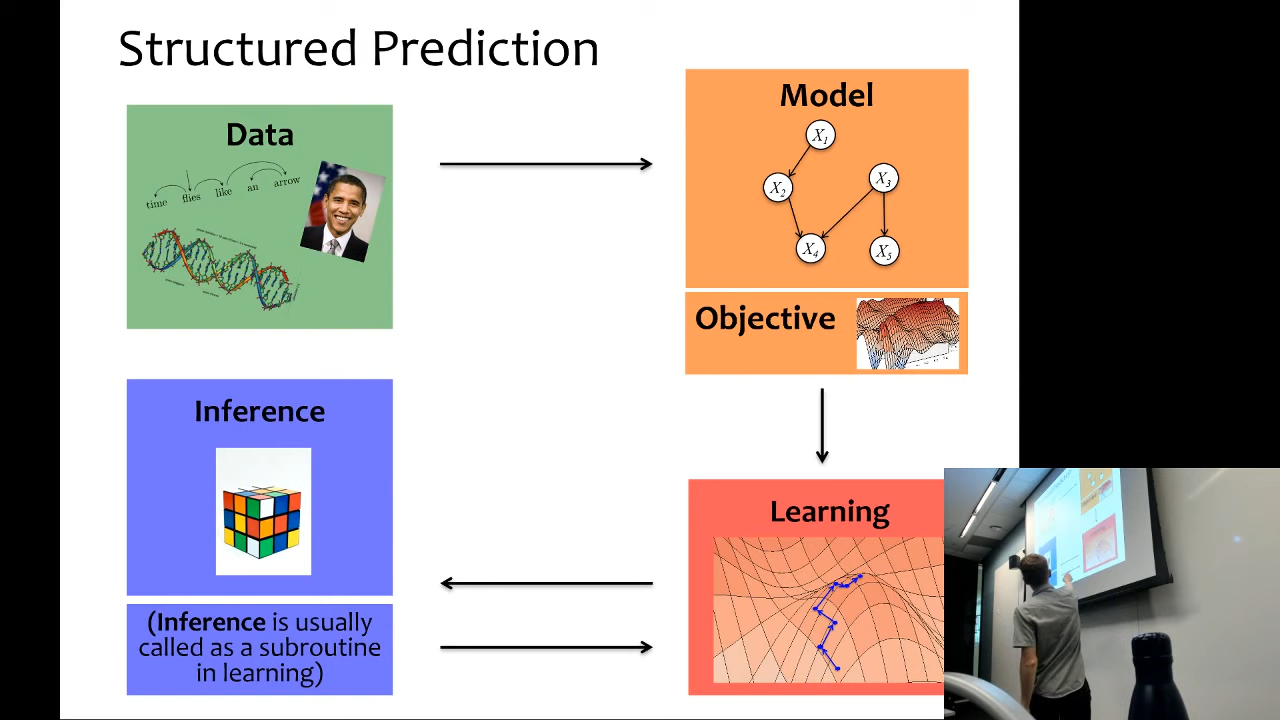 Structured Prediction
Data
time flies like an arrow
Model
X1
X2
X3
X4
X5
Objective
Inference
(Inference is usually
called as a subroutine
in learning)
Learning